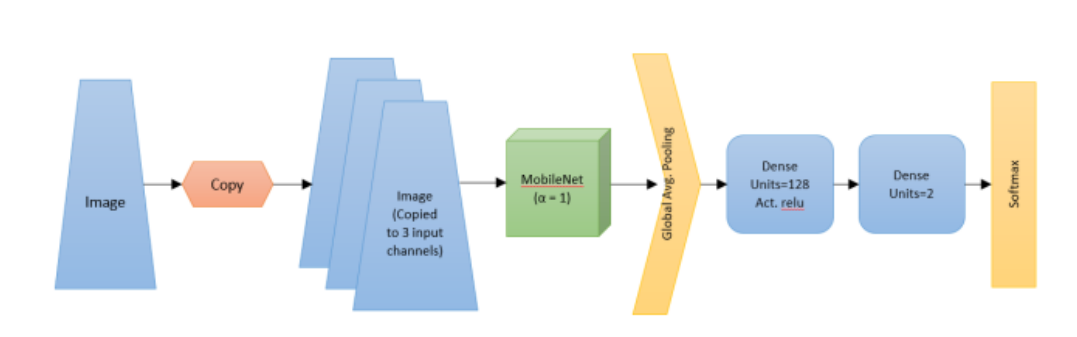 Image
Copy
Image
(Copied
to 3 input
channels)
MobileNet
(α = 1)
Global Avg. Pooling
Dense
Units=128
Act. relu
Dense
Units=2
Softmax